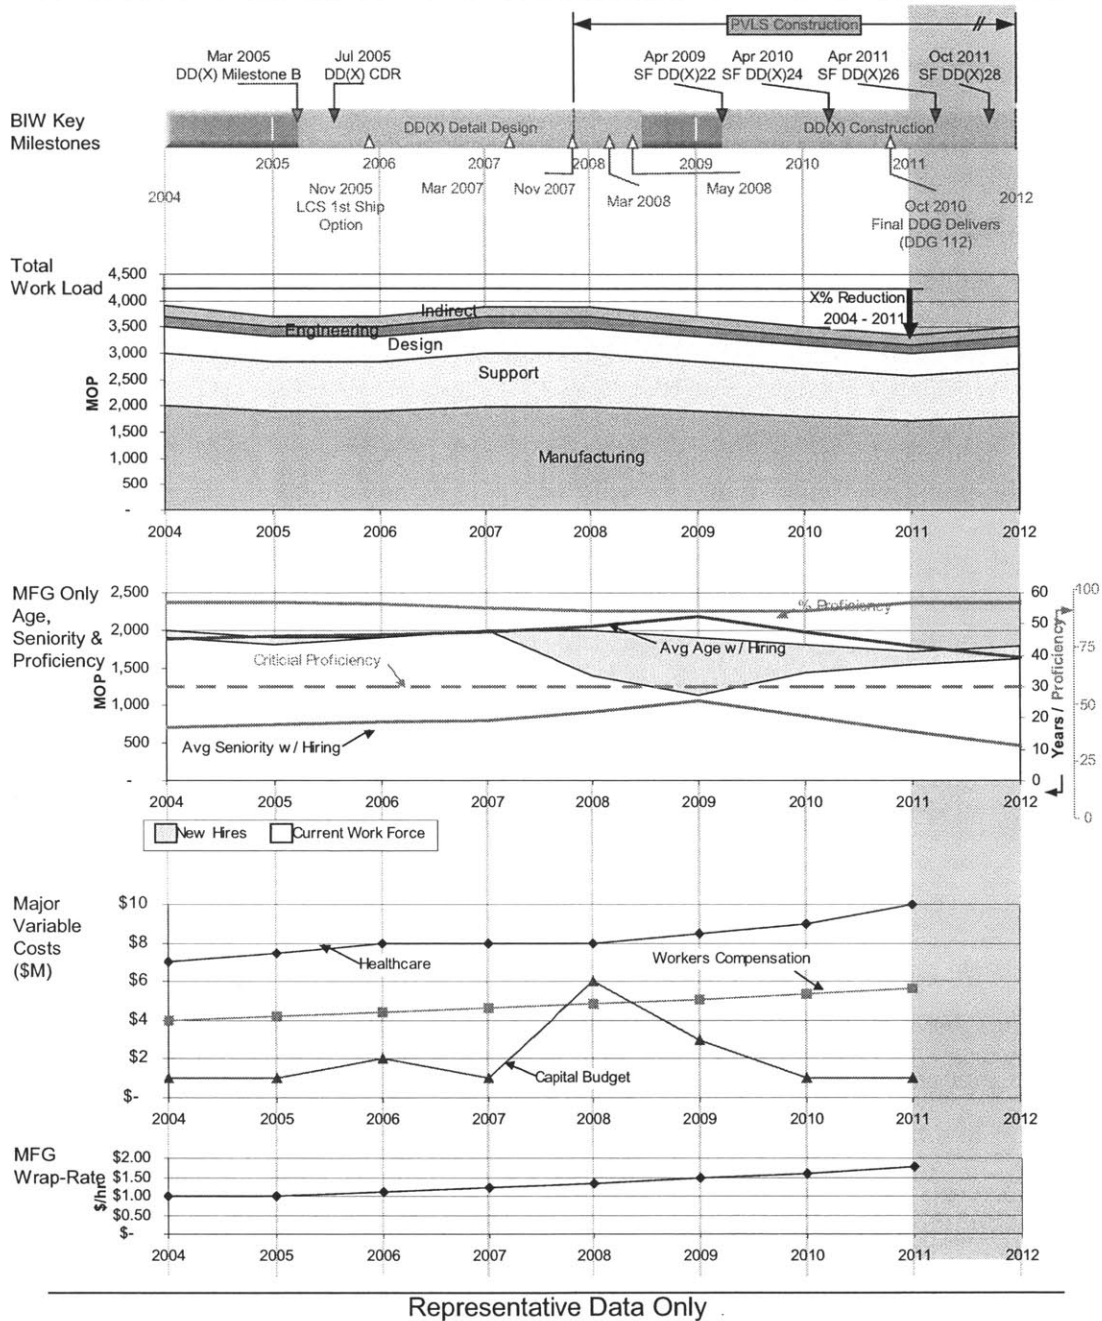 PVLS Construction
Mar 2005
DD(X) Milestone B
Jul 2005
DD(X) CDR
Apr 2009
SF DD(X)22
Apr 2010
SF DD(X)24
Apr 2011
SF DD(X)26
Oct 2011
SF DD(X)28
BIW Key
Milestones
DD(X) Detail Design
DD(X) Construction
2005 2006 2007 2008 2009 2010 2011
2004
Nov 2005
LCS 1st Ship
Option
Mar 2007
Nov 2007
Mar 2008
May 2008
Oct 2010
Final DDG Delivers
(DDG 112)
2012
Total
Work Load
MOP
4,500
4,000
3,500
3,000
2,500
2,000
1,500
1,000
500
-
Indirect
Engineering
Design
Support
Manufacturing
X% Reduction
2004 - 2011
2004 2005 2006 2007 2008 2009 2010 2011 2012
MFG Only
Age,
Seniority &
Proficiency
MOP
2,500
2,000
1,500
1,000
500
-
% Proficiency
Avg Age w/ Hiring
Criticial Proficiency
Avg Seniority w/ Hiring
60
50
40
30
20
10
0
Years / Proficiency
100
75
50
25
0
2004 2005 2006 2007 2008 2009 2010 2011 2012
New Hires Current Work Force
Major
Variable
Costs
($M)
$10
$8
$6
$4
$2
$-
Healthcare
Workers Compensation
Capital Budget
2004 2005 2006 2007 2008 2009 2010 2011 2012
MFG
Wrap-Rate
$/hr
$2.00
$1.50
$1.00
$0.50
$-
2004 2005 2006 2007 2008 2009 2010 2011 2012
Representative Data Only